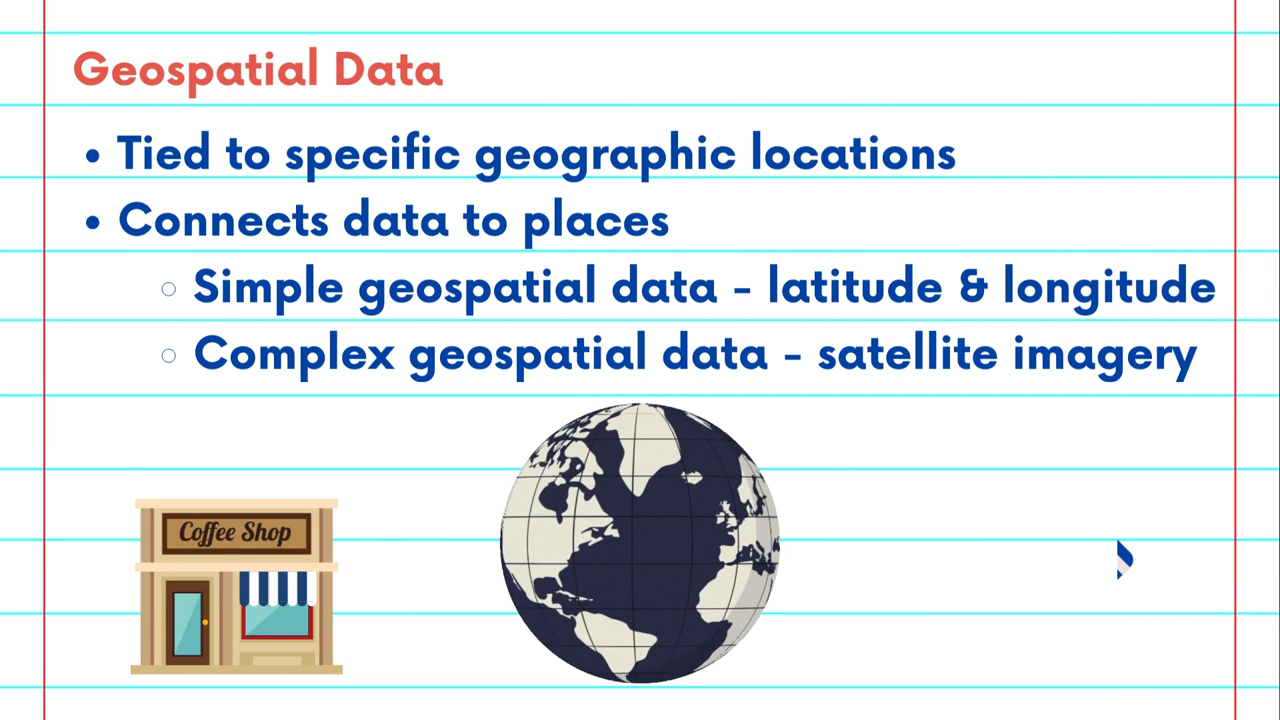 Geospatial Data
• Tied to specific geographic locations
• Connects data to places
○ Simple geospatial data - latitude & longitude
○ Complex geospatial data - satellite imagery
Coffee Shop